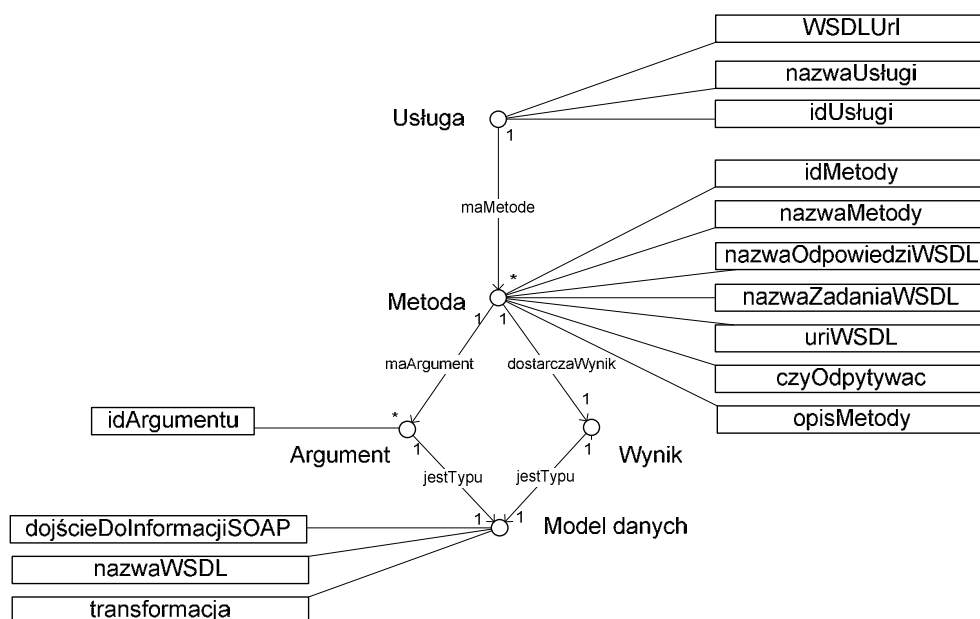 WSDLUrl
nazwaUsługi
Usługa
idUsługi
1
maMetode
idMetody
nazwaMetody
nazwaOdpowiedziWSDL
*
Metoda
nazwaZadaniaWSDL
1
1
uriWSDL
maArgument
dostarczaWynik
czyOdpytywac
idArgumentu
*
1
opisMetody
Argument
1
1
Wynik
jestTypu
jestTypu
dojścieDoInformacjiSOAP
1
1
Model danych
nazwaWSDL
transformacja